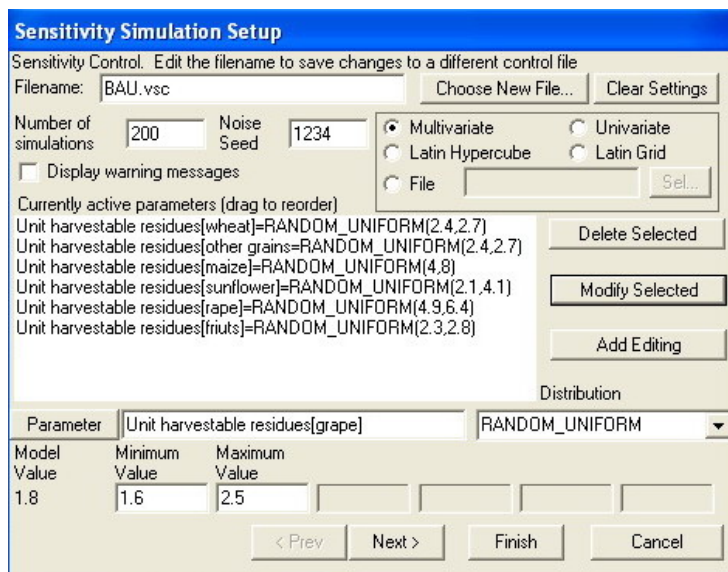 Sensitivity Simulation Setup
Sensitivity Control. Edit the filename to save changes to a different control file
Filename: BAU.vsc Choose New File... Clear Settings
Number of simulations 200 Noise Seed 1234 Multivariate Univariate
Latin Hypercube Latin Grid
Display warning messages
File Sel...
Currently active parameters (drag to reorder)
Unit harvestable residues[wheat]=RANDOM_UNIFORM(2.4,2.7)
Unit harvestable residues[other grains=RANDOM_UNIFORM(2.4,2.7)
Unit harvestable residues[maize]=RANDOM_UNIFORM(4,8)
Unit harvestable residues[sunflower]=RANDOM_UNIFORM(2.1,4.1)
Unit harvestable residues[rape]=RANDOM_UNIFORM(4.9,6.4)
Unit harvestable residues[friuts]=RANDOM_UNIFORM(2.3,2.8)
Delete Selected
Modify Selected
Add Editing
Distribution
Parameter Unit harvestable residues[grape] RANDOM_UNIFORM
Model Value Minimum Value Maximum Value
1.8 1.6 2.5
< Prev Next > Finish Cancel